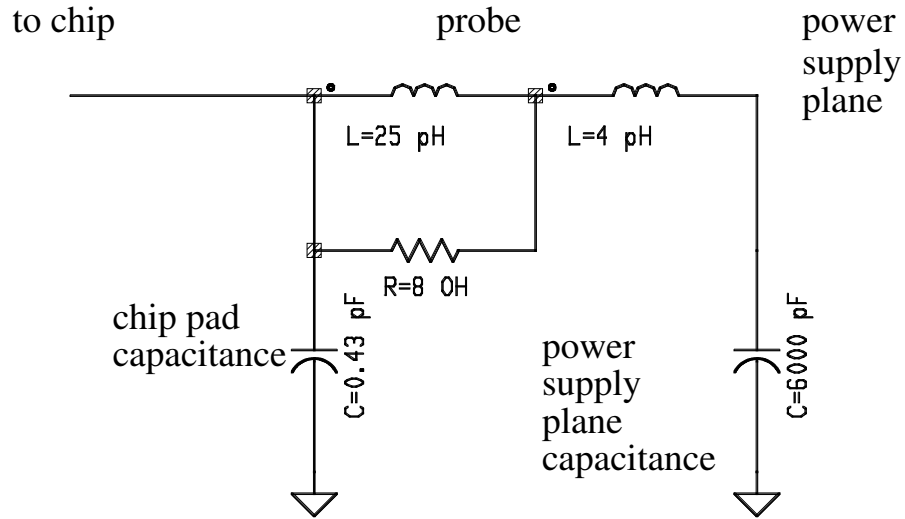 to chip
probe
power
supply
plane
L=25 pH
L=4 pH
R=8 OH
chip pad
capacitance
C=0.43 pF
power
supply
plane
capacitance
C=6000 pF